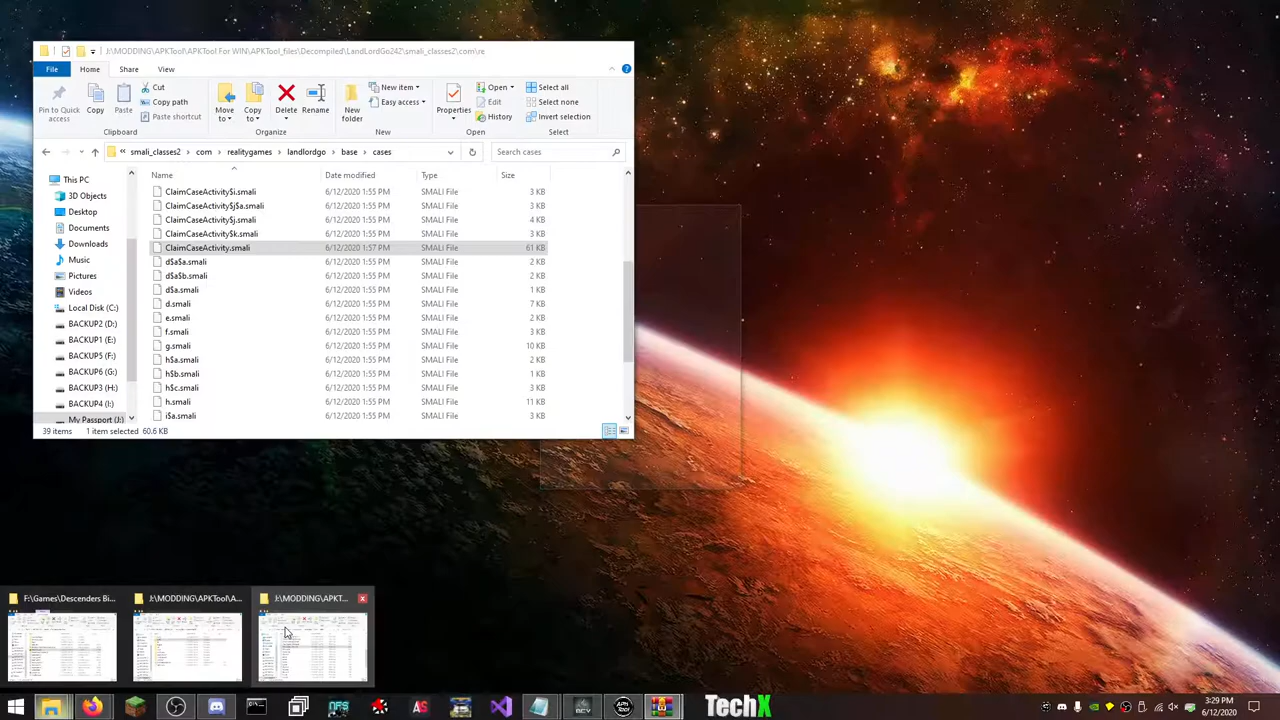 J:\MODDING\APKTool\APKTool For WIN\APKTool_files\Decompiled\LandLordGo242\smali_classes2\com\re
File Home Share View
Pin to Quick access
Copy
Paste
Cut
Copy path
Paste shortcut
Move to
Copy to
Delete
Rename
New folder
New item
Easy access
Properties
Open
Edit
History
Select all
Select none
Invert selection
Clipboard Organize New Open Select
« smali_classes2 > com > realitygames > landlordgo > base > cases
Search cases
Name Date modified Type Size
This PC
3D Objects
Desktop
Documents
Downloads
Music
Pictures
Videos
Local Disk (C:)
BACKUP2 (D:)
BACKUP1 (E:)
BACKUP5 (F:)
BACKUP6 (G:)
BACKUP3 (H:)
BACKUP4 (I:)
My Passport (J:)
ClaimCaseActivity$i.smali 6/12/2020 1:55 PM SMALI File 3 KB
ClaimCaseActivity$j$a.smali 6/12/2020 1:55 PM SMALI File 3 KB
ClaimCaseActivity$j.smali 6/12/2020 1:55 PM SMALI File 4 KB
ClaimCaseActivity$k.smali 6/12/2020 1:55 PM SMALI File 3 KB
ClaimCaseActivity.smali 6/12/2020 1:57 PM SMALI File 61 KB
d$a$a.smali 6/12/2020 1:55 PM SMALI File 2 KB
d$a$b.smali 6/12/2020 1:55 PM SMALI File 2 KB
d$a.smali 6/12/2020 1:55 PM SMALI File 1 KB
d.smali 6/12/2020 1:55 PM SMALI File 7 KB
e.smali 6/12/2020 1:55 PM SMALI File 2 KB
f.smali 6/12/2020 1:55 PM SMALI File 3 KB
g.smali 6/12/2020 1:55 PM SMALI File 10 KB
h$a.smali 6/12/2020 1:55 PM SMALI File 2 KB
h$b.smali 6/12/2020 1:55 PM SMALI File 2 KB
h$c.smali 6/12/2020 1:55 PM SMALI File 3 KB
h.smali 6/12/2020 1:55 PM SMALI File 11 KB
i$a.smali 6/12/2020 1:55 PM SMALI File 3 KB
39 items 1 item selected 60.6 KB
F:\Games\Descenders Bi...
J:\MODDING\APKTool\A...
J:\MODDING\APKT...
TechX
3:29 PM
6/12/2020